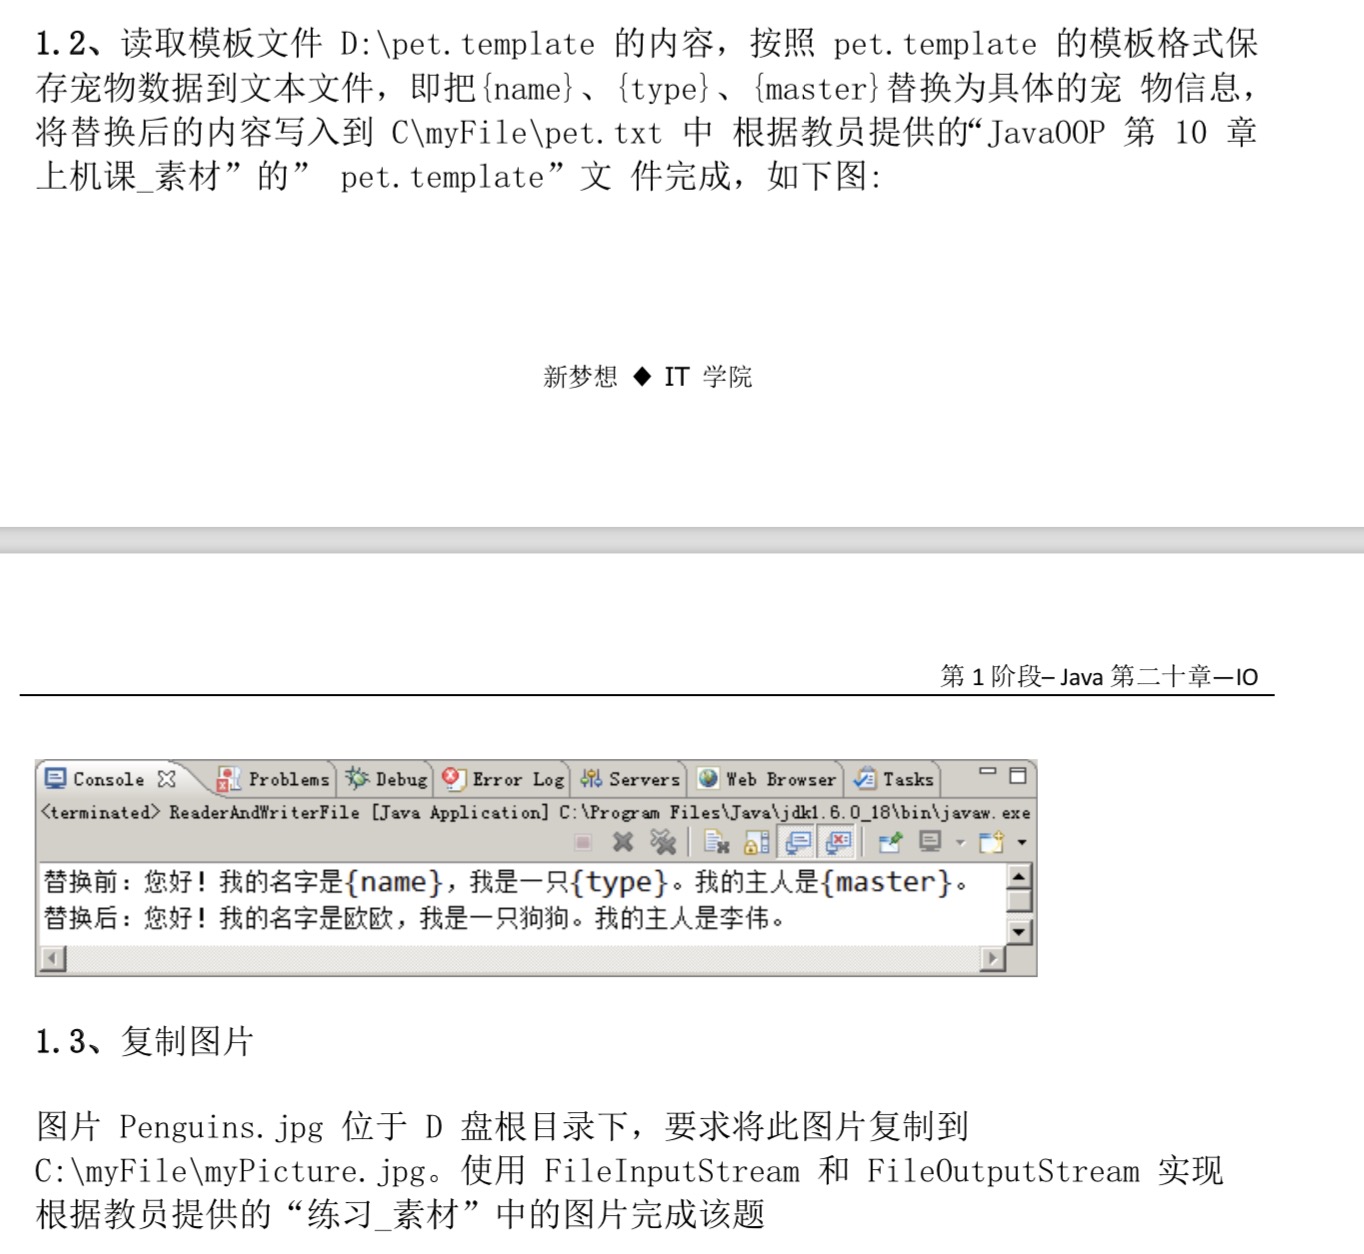 1.2、读取模板文件 D:\pet.template 的内容，按照 pet.template 的模板格式保
存宠物数据到文本文件，即把{name}、{type}、{master}替换为具体的宠 物信息，
将替换后的内容写入到 C\myFile\pet.txt 中 根据教员提供的“JavaOOP 第 10 章
上机课_素材”的” pet.template”文 件完成，如下图：
新梦想 ◆ IT 学院
第 1 阶段– Java 第二十章—IO
Console Problems Debug Error Log Servers Web Browser Tasks
<terminated> ReaderAndWriterFile [Java Application] C:\Program Files\Java\jdk1.6.0_18\bin\javaw.exe
替换前：您好！我的名字是{name}，我是一只{type}。我的主人是{master}。
替换后：您好！我的名字是欧欧，我是一只狗狗。我的主人是李伟。
1.3、复制图片
图片 Penguins.jpg 位于 D 盘根目录下，要求将此图片复制到
C:\myFile\myPicture.jpg。使用 FileInputStream 和 FileOutputStream 实现
根据教员提供的“练习_素材”中的图片完成该题